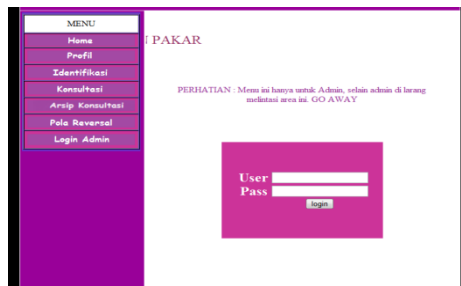 MENU
Home
Profil
Identifikasi
Konsultasi
Arsip Konsultasi
Pola Reversal
Login Admin
PAKAR
PERHATIAN : Menu ini hanya untuk Admin, selain admin di larang
melintasi area ini. GO AWAY
User
Pass
login